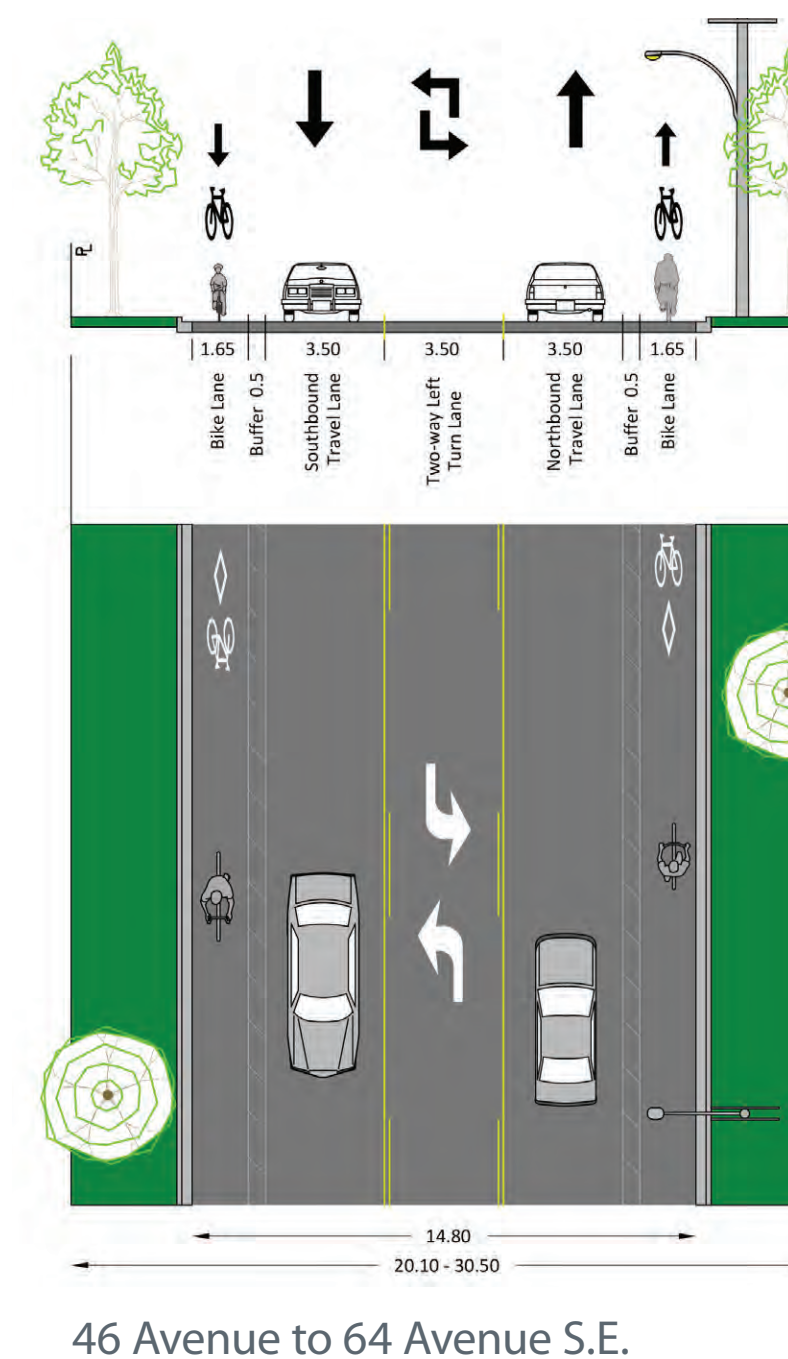 PL
1.65 3.50 3.50 3.50 1.65
Bike Lane
Buffer 0.5
Southbound
Travel Lane
Two-way Left
Turn Lane
Northbound
Travel Lane
Buffer 0.5
Bike Lane
14.80
20.10 - 30.50
46 Avenue to 64 Avenue S.E.